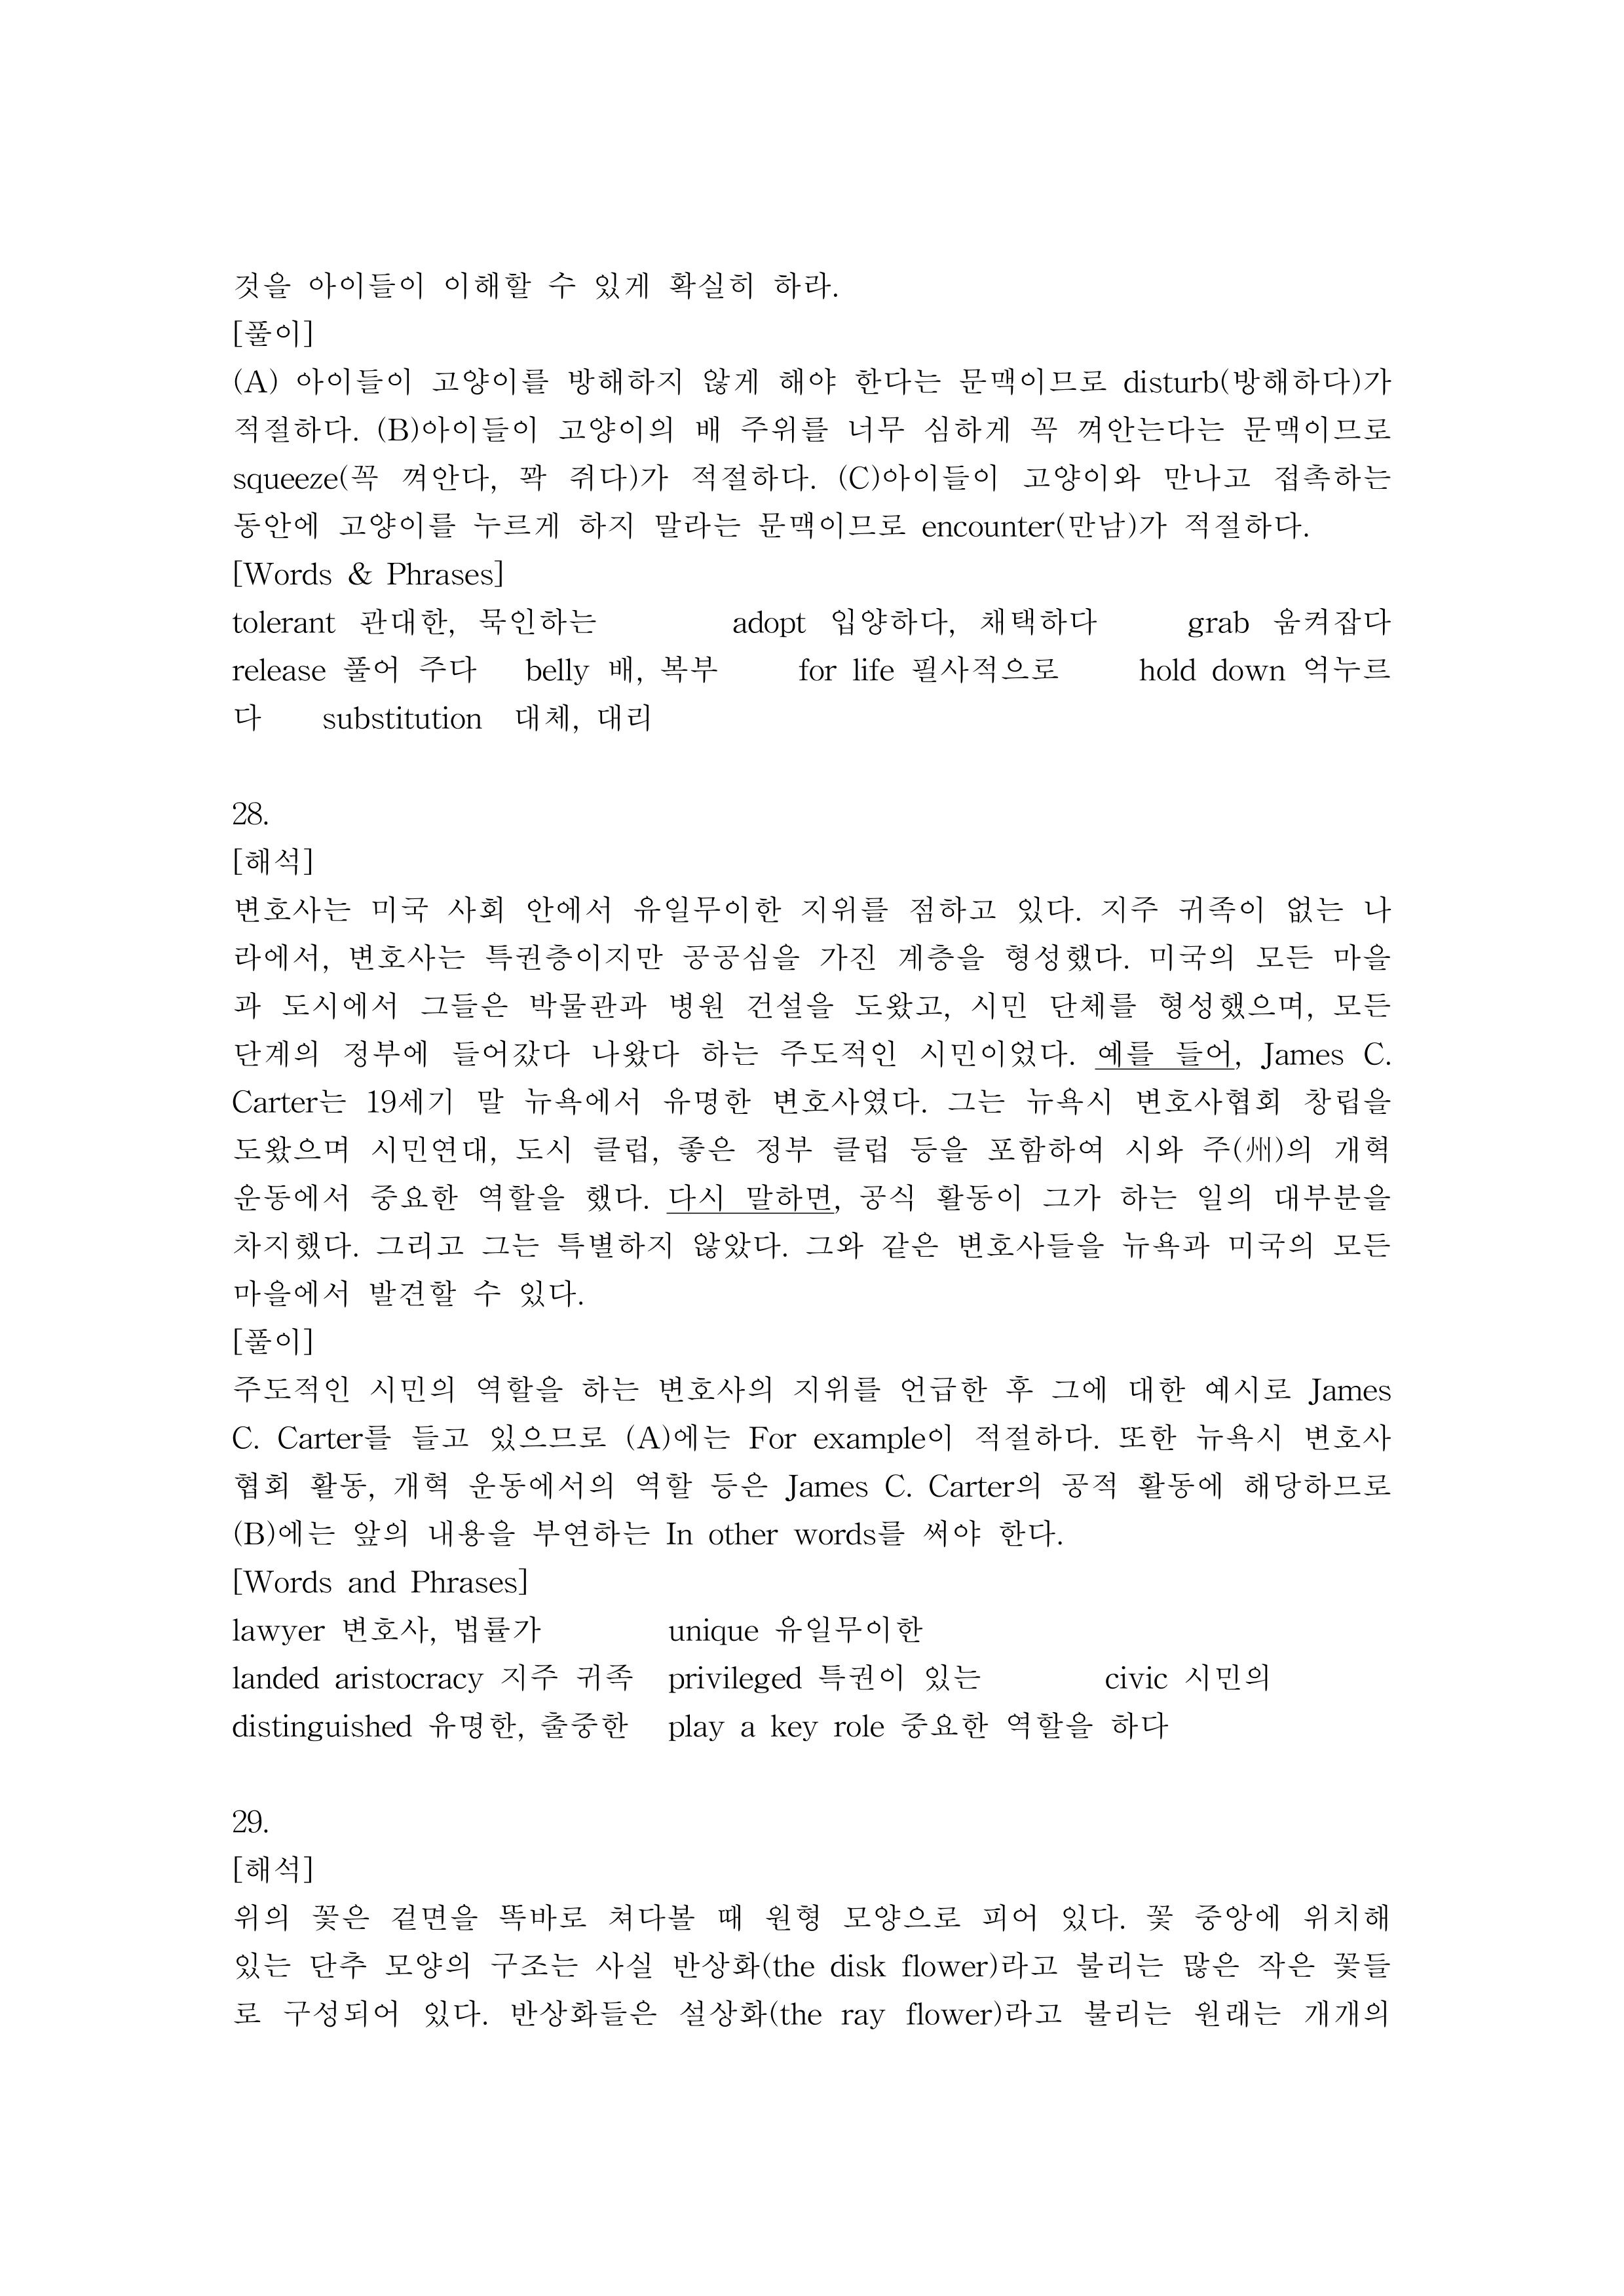 것을 아이들이 이해할 수 있게 확실히 하라.
[풀이]
(A) 아이들이 고양이를 방해하지 않게 해야 한다는 문맥이므로 disturb(방해하다)가
적절하다. (B)아이들이 고양이의 배 주위를 너무 심하게 꼭 껴안는다는 문맥이므로
squeeze(꼭 껴안다, 꽉 쥐다)가 적절하다. (C)아이들이 고양이와 만나고 접촉하는
동안에 고양이를 누르게 하지 말라는 문맥이므로 encounter(만남)가 적절하다.
[Words & Phrases]
tolerant 관대한, 묵인하는 adopt 입양하다, 채택하다 grab 움켜잡다
release 풀어 주다 belly 배, 복부 for life 필사적으로 hold down 억누르
다 substitution 대체, 대리
28.
[해석]
변호사는 미국 사회 안에서 유일무이한 지위를 점하고 있다. 지주 귀족이 없는 나
라에서, 변호사는 특권층이지만 공공심을 가진 계층을 형성했다. 미국의 모든 마을
과 도시에서 그들은 박물관과 병원 건설을 도왔고, 시민 단체를 형성했으며, 모든
단계의 정부에 들어갔다 나왔다 하는 주도적인 시민이었다. 예를 들어, James C.
Carter는 19세기 말 뉴욕에서 유명한 변호사였다. 그는 뉴욕시 변호사협회 창립을
도왔으며 시민연대, 도시 클럽, 좋은 정부 클럽 등을 포함하여 시와 주(州)의 개혁
운동에서 중요한 역할을 했다. 다시 말하면, 공식 활동이 그가 하는 일의 대부분을
차지했다. 그리고 그는 특별하지 않았다. 그와 같은 변호사들을 뉴욕과 미국의 모든
마을에서 발견할 수 있다.
[풀이]
주도적인 시민의 역할을 하는 변호사의 지위를 언급한 후 그에 대한 예시로 James
C. Carter를 들고 있으므로 (A)에는 For example이 적절하다. 또한 뉴욕시 변호사
협회 활동, 개혁 운동에서의 역할 등은 James C. Carter의 공적 활동에 해당하므로
(B)에는 앞의 내용을 부연하는 In other words를 써야 한다.
[Words and Phrases]
lawyer 변호사, 법률가 unique 유일무이한
landed aristocracy 지주 귀족 privileged 특권이 있는 civic 시민의
distinguished 유명한, 출중한 play a key role 중요한 역할을 하다
29.
[해석]
위의 꽃은 겉면을 똑바로 쳐다볼 때 원형 모양으로 피어 있다. 꽃 중앙에 위치해
있는 단추 모양의 구조는 사실 반상화(the disk flower)라고 불리는 많은 작은 꽃들
로 구성되어 있다. 반상화들은 설상화(the ray flower)라고 불리는 원래는 개개의